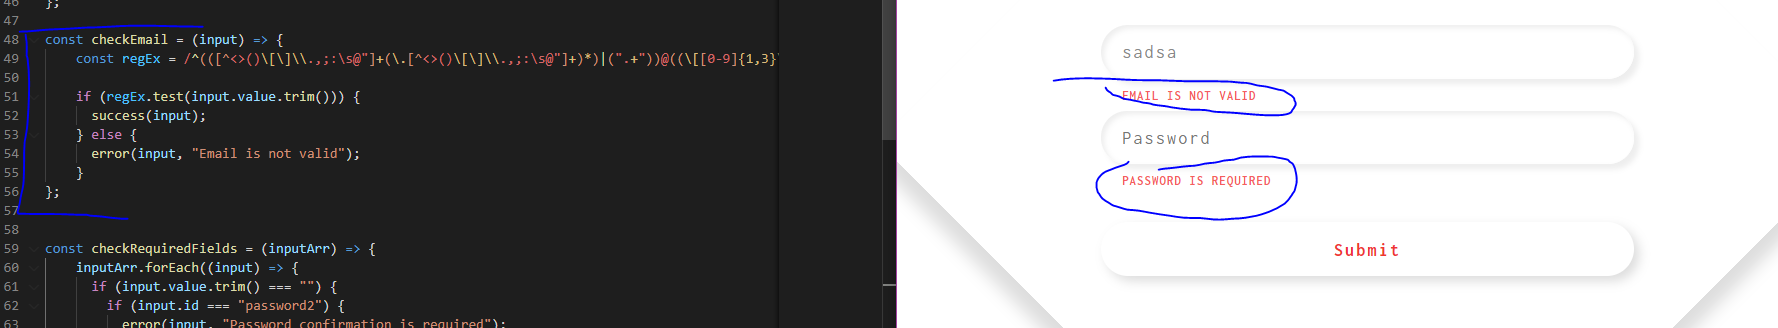 46 };
47
48 const checkEmail = (input) => {
49 const regEx = /^(([^<>()\[\]\\.,;:\s@"]+(\.[^<>()\[\]\\.,;:\s@"]+)*)|(".+"))@((\[[0-9]{1,3}\
50
51 if (regEx.test(input.value.trim())) {
52 success(input);
53 } else {
54 error(input, "Email is not valid");
55 }
56 };
57
58
59 const checkRequiredFields = (inputArr) => {
60 inputArr.forEach((input) => {
61 if (input.value.trim() === "") {
62 if (input.id === "password2") {
63 error(input, "Password confirmation is required");
sadsa
EMAIL IS NOT VALID
Password
PASSWORD IS REQUIRED
Submit